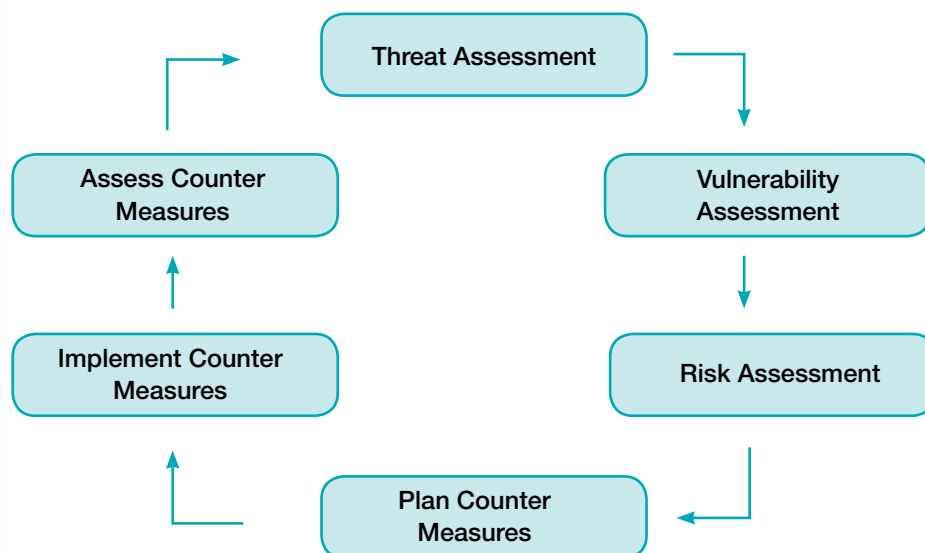 Threat Assessment
Vulnerability
Assessment
Risk Assessment
Plan Counter
Measures
Implement Counter
Measures
Assess Counter
Measures